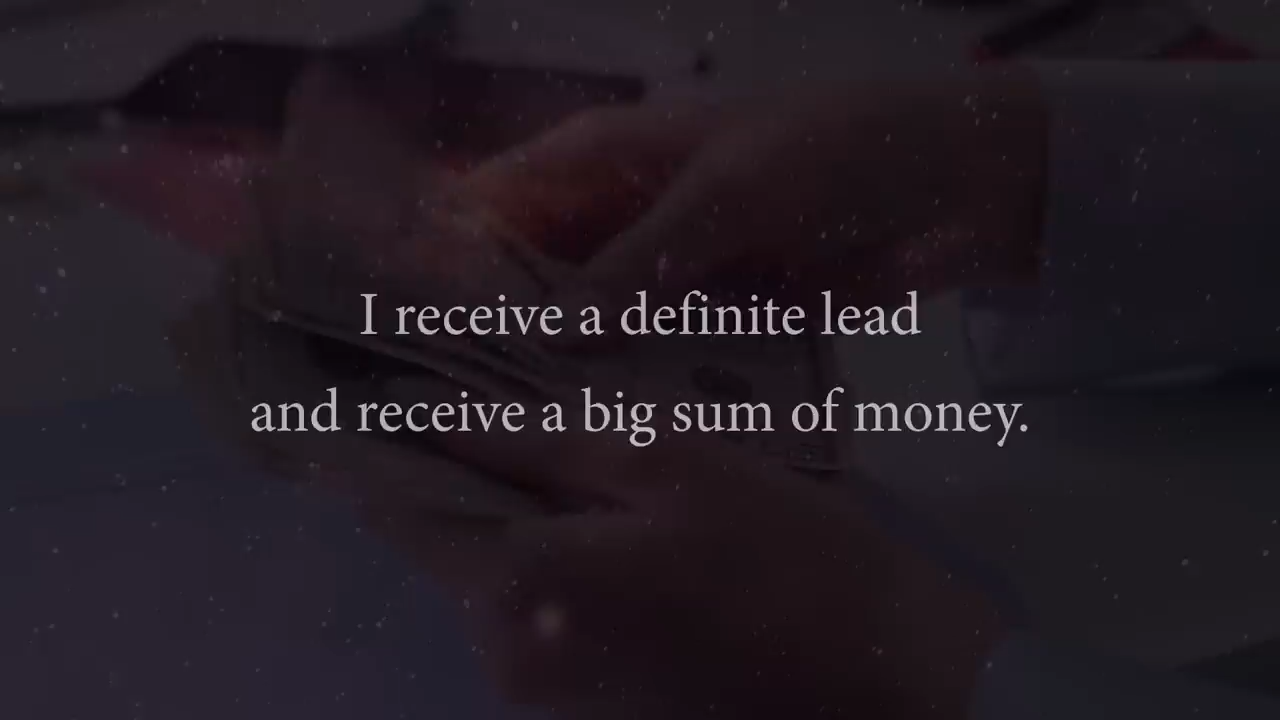 I receive a definite lead
and receive a big sum of money.